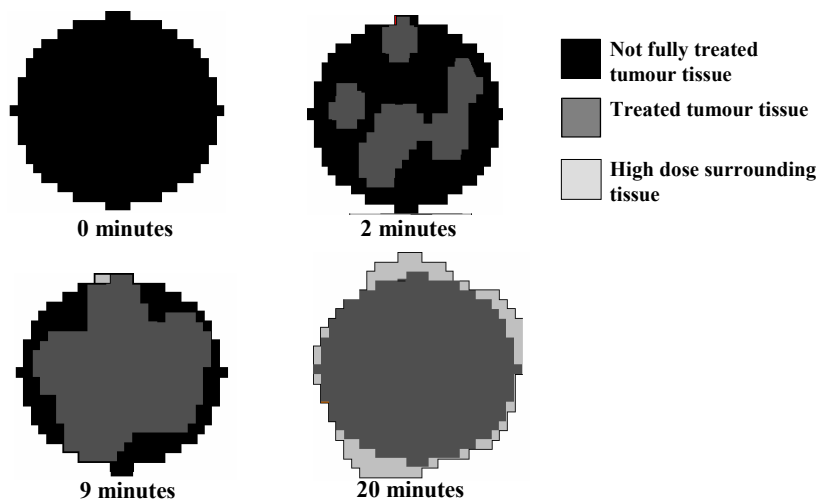 Not fully treated
tumour tissue
Treated tumour tissue
High dose surrounding
tissue
0 minutes
2 minutes
9 minutes
20 minutes